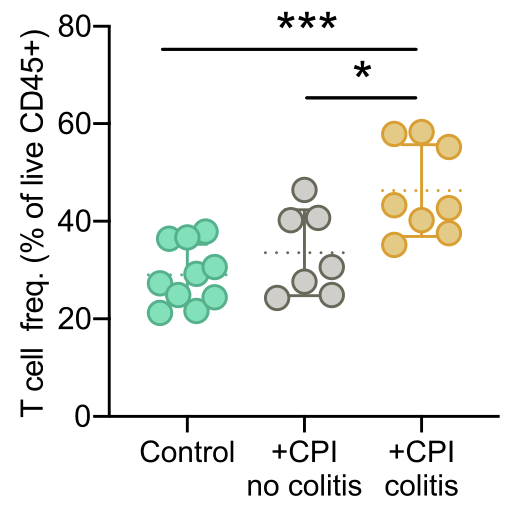 ***
*
T cell freq. (% of live CD45+)
80
60
40
20
0
Control
+CPI
no colitis
+CPI
colitis